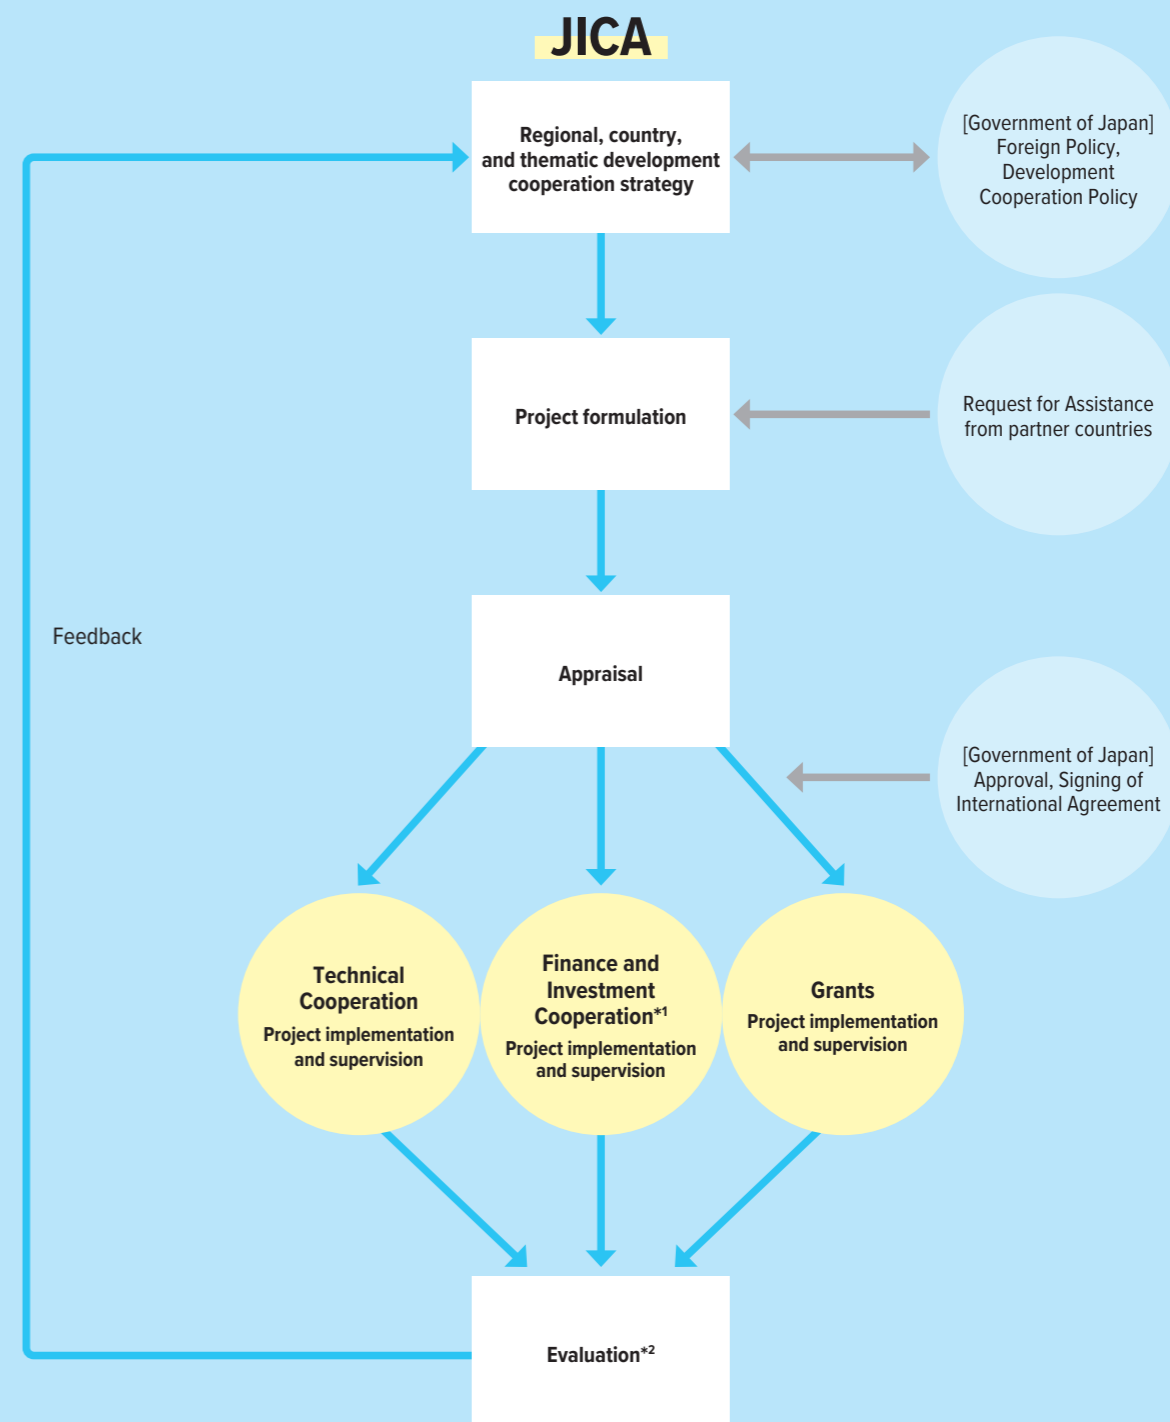 JICA
Regional, country,
and thematic development
cooperation strategy
[Government of Japan]
Foreign Policy,
Development
Cooperation Policy
Project formulation
Request for Assistance
from partner countries
Feedback
Appraisal
[Government of Japan]
Approval, Signing of
International Agreement
Technical
Cooperation
Project implementation
and supervision
Finance and
Investment
Cooperation*1
Project implementation
and supervision
Grants
Project implementation
and supervision
Evaluation*2